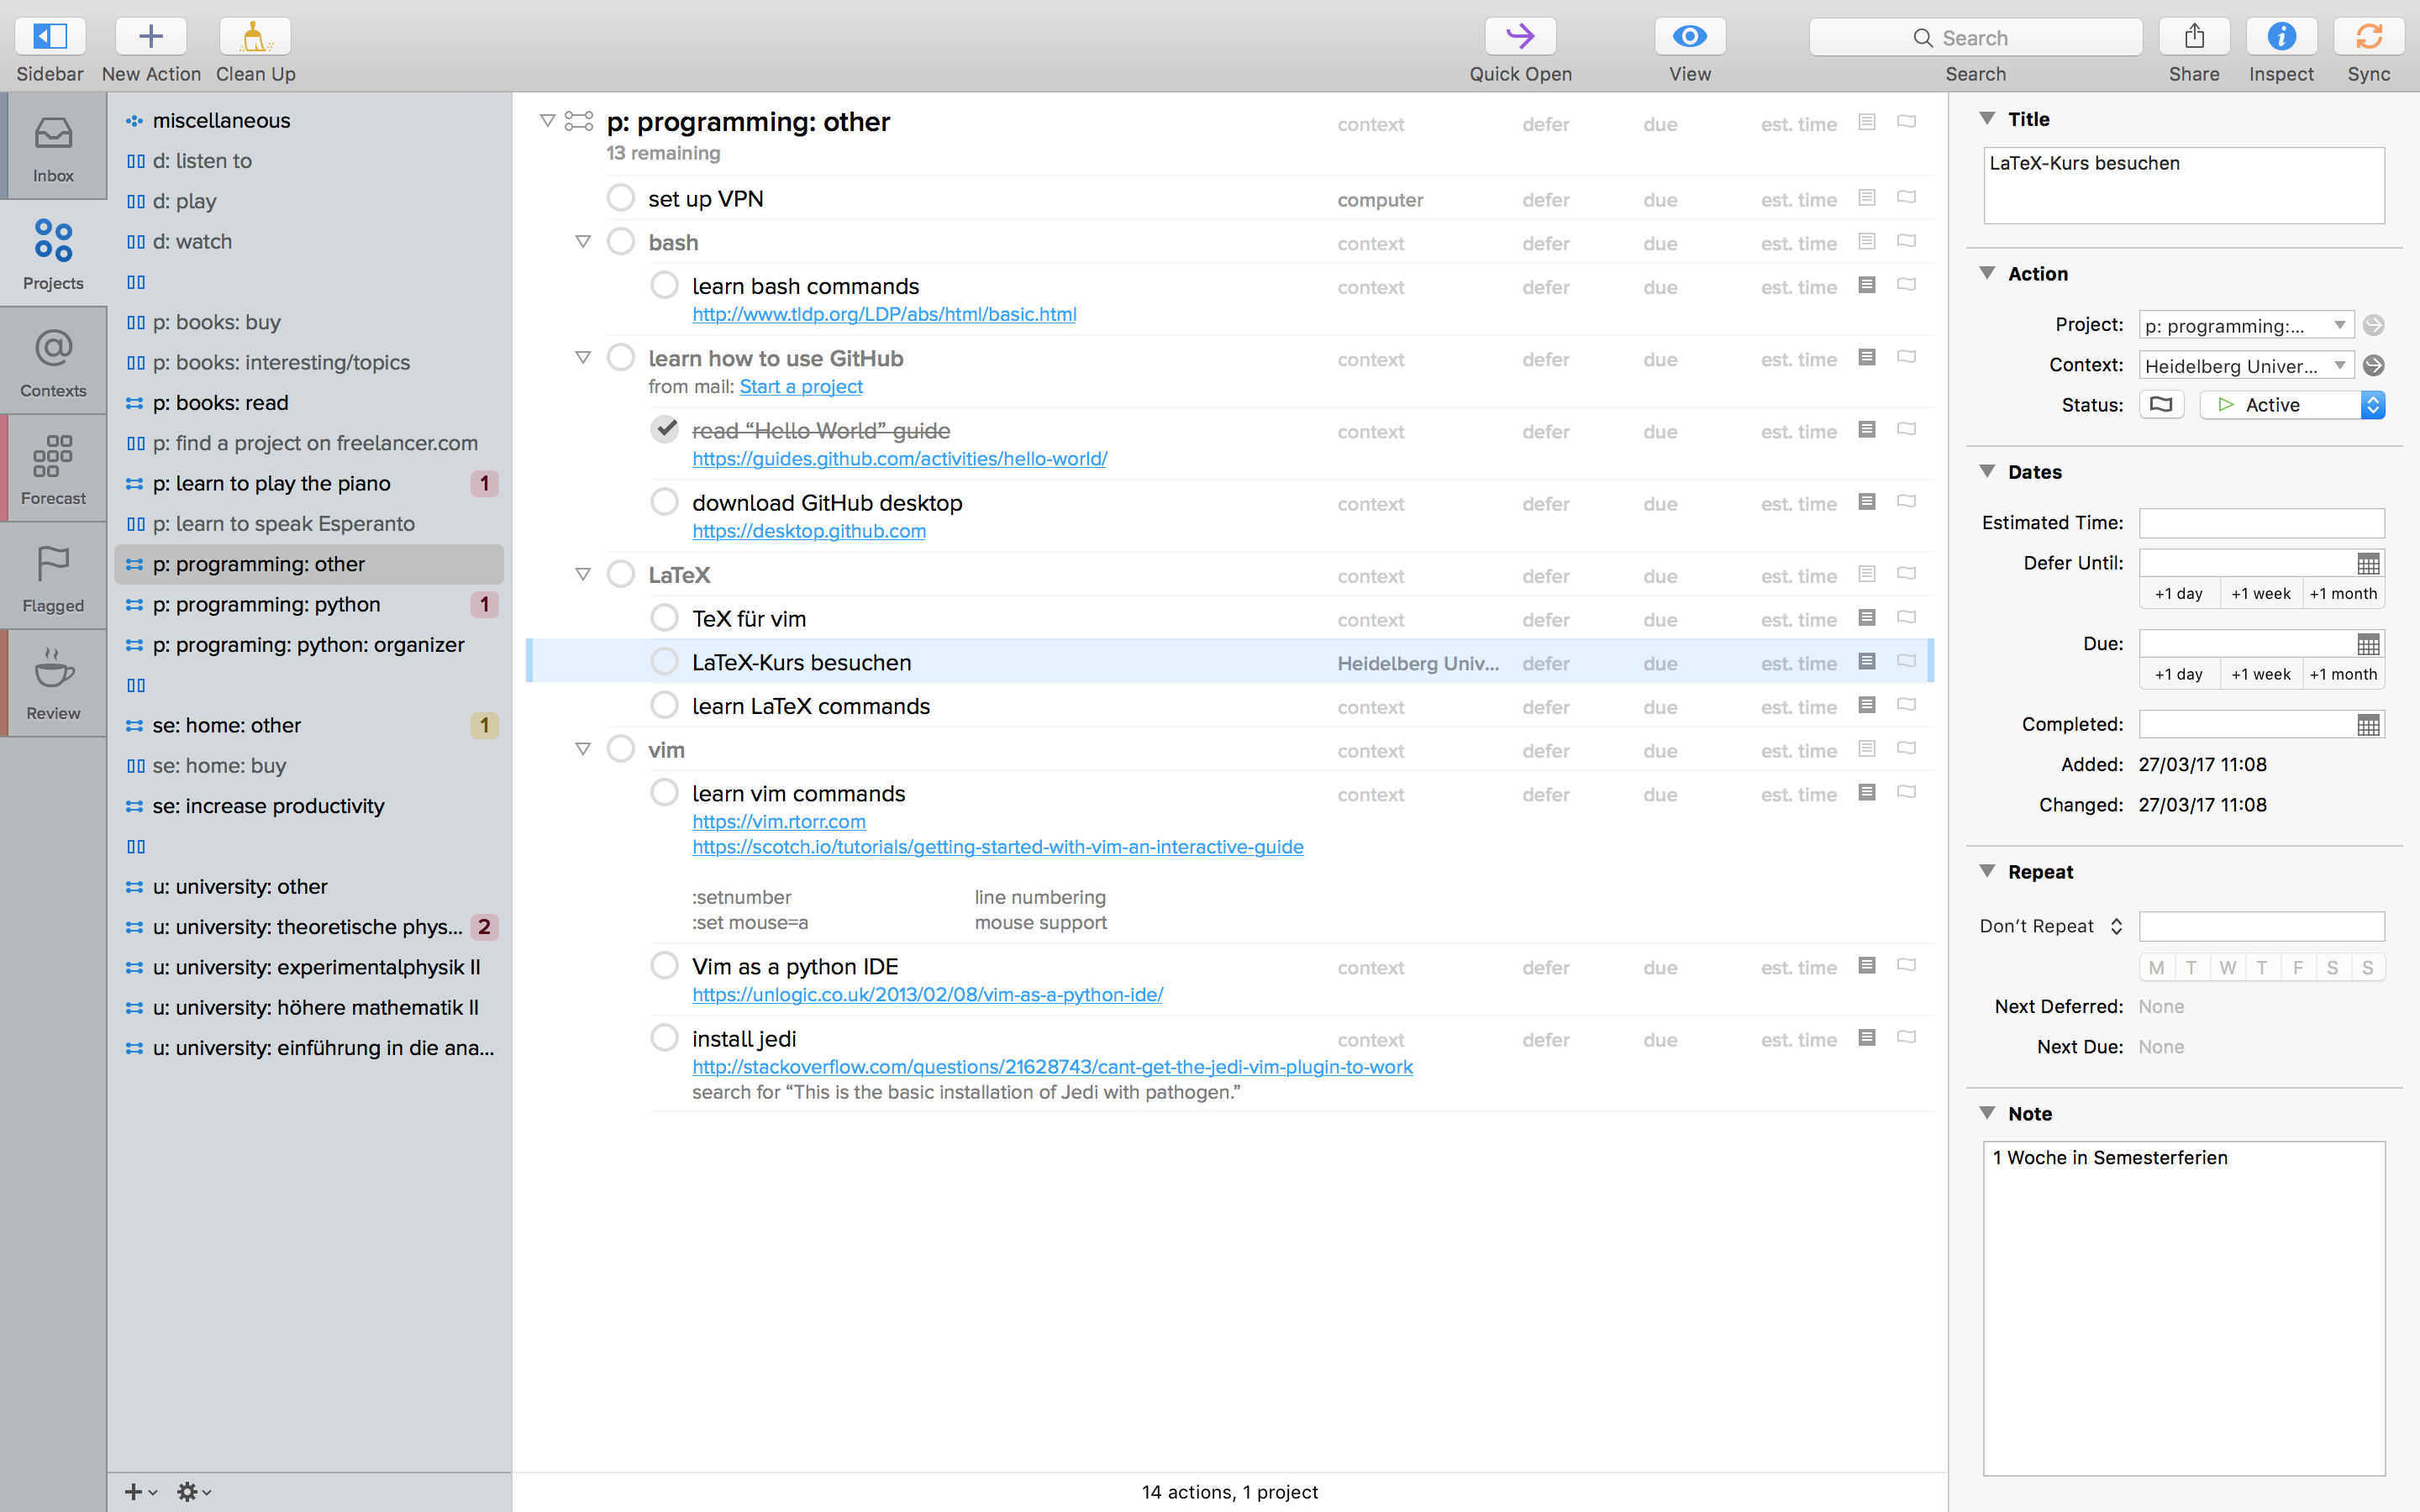 Sidebar
New Action
Clean Up
Quick Open
View
Search
Search
Share
Inspect
Sync
Inbox
Projects
Contexts
Forecast
Flagged
Review
miscellaneous
d: listen to
d: play
d: watch
p: books: buy
p: books: interesting/topics
p: books: read
p: find a project on freelancer.com
p: learn to play the piano 1
p: learn to speak Esperanto
p: programming: other
p: programming: python 1
p: programing: python: organizer
se: home: other 1
se: home: buy
se: increase productivity
u: university: other
u: university: theoretische phys... 2
u: university: experimentalphysik II
u: university: höhere mathematik II
u: university: einführung in die ana...
p: programming: other context defer due est. time
13 remaining
set up VPN computer defer due est. time
bash context defer due est. time
learn bash commands context defer due est. time
http://www.tldp.org/LDP/abs/html/basic.html
learn how to use GitHub context defer due est. time
from mail: Start a project
read “Hello World” guide context defer due est. time
https://guides.github.com/activities/hello-world/
download GitHub desktop context defer due est. time
https://desktop.github.com
LaTeX context defer due est. time
TeX für vim context defer due est. time
LaTeX-Kurs besuchen Heidelberg Univ... defer due est. time
learn LaTeX commands context defer due est. time
vim context defer due est. time
learn vim commands context defer due est. time
https://vim.rtorr.com
https://scotch.io/tutorials/getting-started-with-vim-an-interactive-guide
:setnumber line numbering
:set mouse=a mouse support
Vim as a python IDE context defer due est. time
https://unlogic.co.uk/2013/02/08/vim-as-a-python-ide/
install jedi context defer due est. time
http://stackoverflow.com/questions/21628743/cant-get-the-jedi-vim-plugin-to-work
search for “This is the basic installation of Jedi with pathogen.”
14 actions, 1 project
Title
LaTeX-Kurs besuchen
Action
Project: p: programming:...
Context: Heidelberg Univer...
Status: Active
Dates
Estimated Time:
Defer Until:
+1 day +1 week +1 month
Due:
+1 day +1 week +1 month
Completed:
Added: 27/03/17 11:08
Changed: 27/03/17 11:08
Repeat
Don’t Repeat
M T W T F S S
Next Deferred: None
Next Due: None
Note
1 Woche in Semesterferien